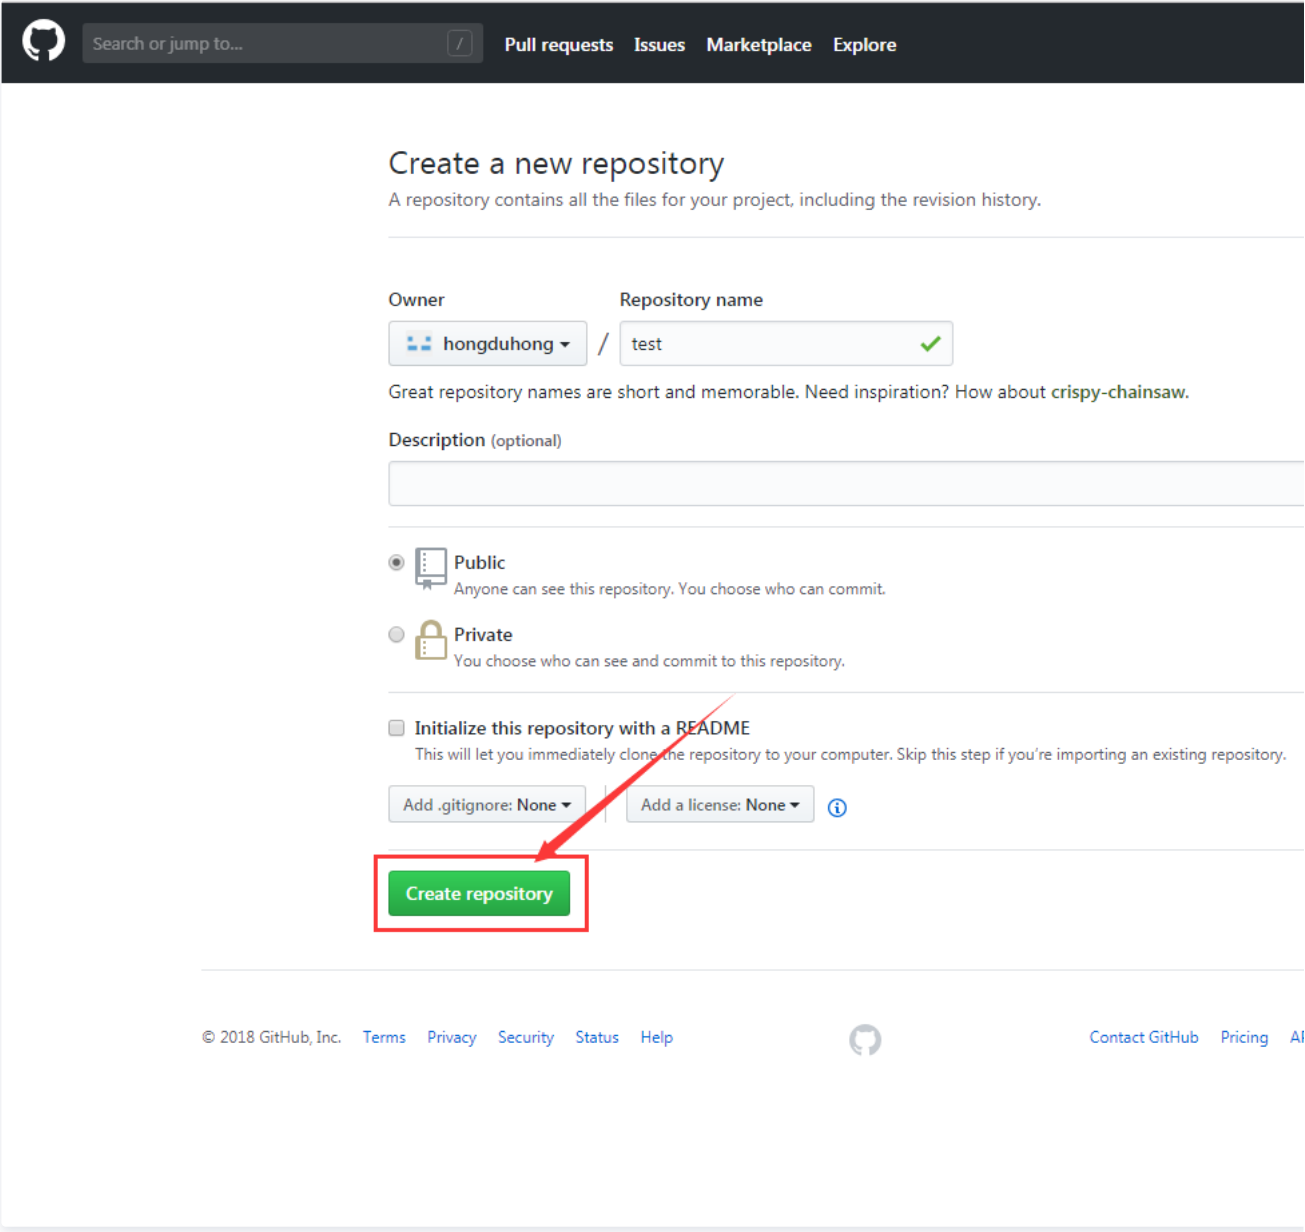 Search or jump to... / Pull requests Issues Marketplace Explore
Create a new repository
A repository contains all the files for your project, including the revision history.
Owner Repository name
hongduhong / test
Great repository names are short and memorable. Need inspiration? How about crispy-chainsaw.
Description (optional)
Public
Anyone can see this repository. You choose who can commit.
Private
You choose who can see and commit to this repository.
Initialize this repository with a README
This will let you immediately clone the repository to your computer. Skip this step if you're importing an existing repository.
Add .gitignore: None Add a license: None
Create repository
© 2018 GitHub, Inc. Terms Privacy Security Status Help Contact GitHub Pricing